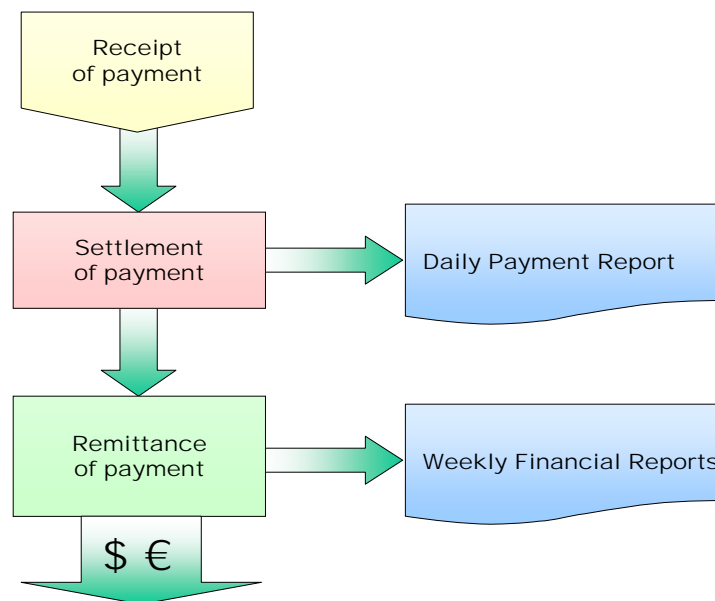 Receipt
of payment
Settlement
of payment
Daily Payment Report
Remittance
of payment
Weekly Financial Reports
$ €